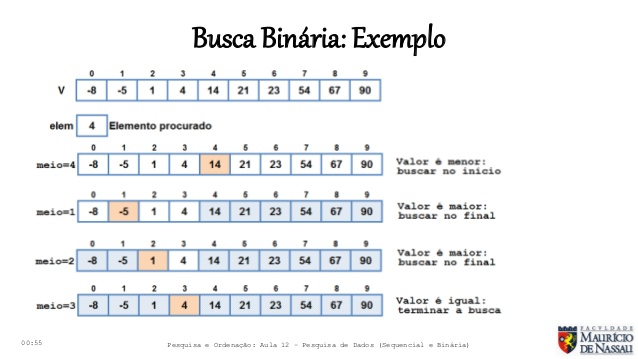 Busca Binária: Exemplo
0 1 2 3 4 5 6 7 8 9
V -8 -5 1 4 14 21 23 54 67 90
elem 4 Elemento procurado
0 1 2 3 4 5 6 7 8 9
meio=4 -8 -5 1 4 14 21 23 54 67 90 Valor é menor:
buscar no inicio
0 1 2 3 4 5 6 7 8 9
meio=1 -8 -5 1 4 14 21 23 54 67 90 Valor é maior:
buscar no final
0 1 2 3 4 5 6 7 8 9
meio=2 -8 -5 1 4 14 21 23 54 67 90 Valor é maior:
buscar no final
0 1 2 3 4 5 6 7 8 9
meio=3 -8 -5 1 4 14 21 23 54 67 90 Valor é igual:
terminar a busca
00:55
Pesquisa e Ordenação: Aula 12 - Pesquisa de Dados (Sequencial e Binária)
FACULDADE
MAURÍCIO
DE NASSAU